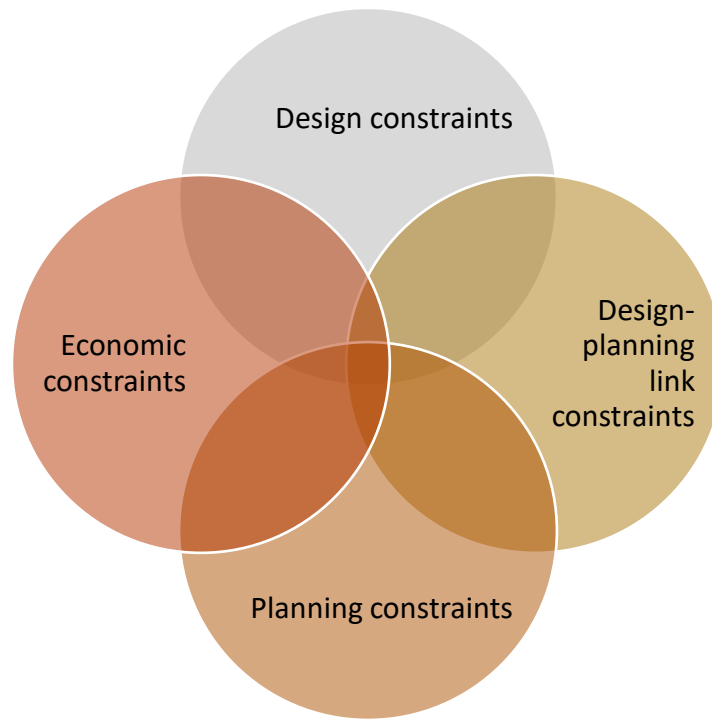 Design constraints
Economic
constraints
Design-
planning
link
constraints
Planning constraints